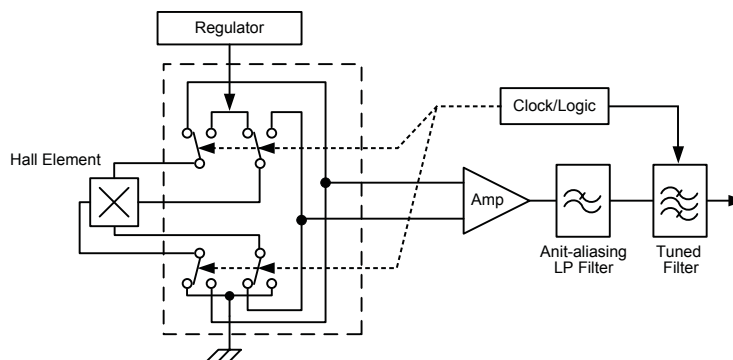 Regulator
Clock/Logic
Hall Element
Amp
Anit-aliasing
LP Filter
Tuned
Filter